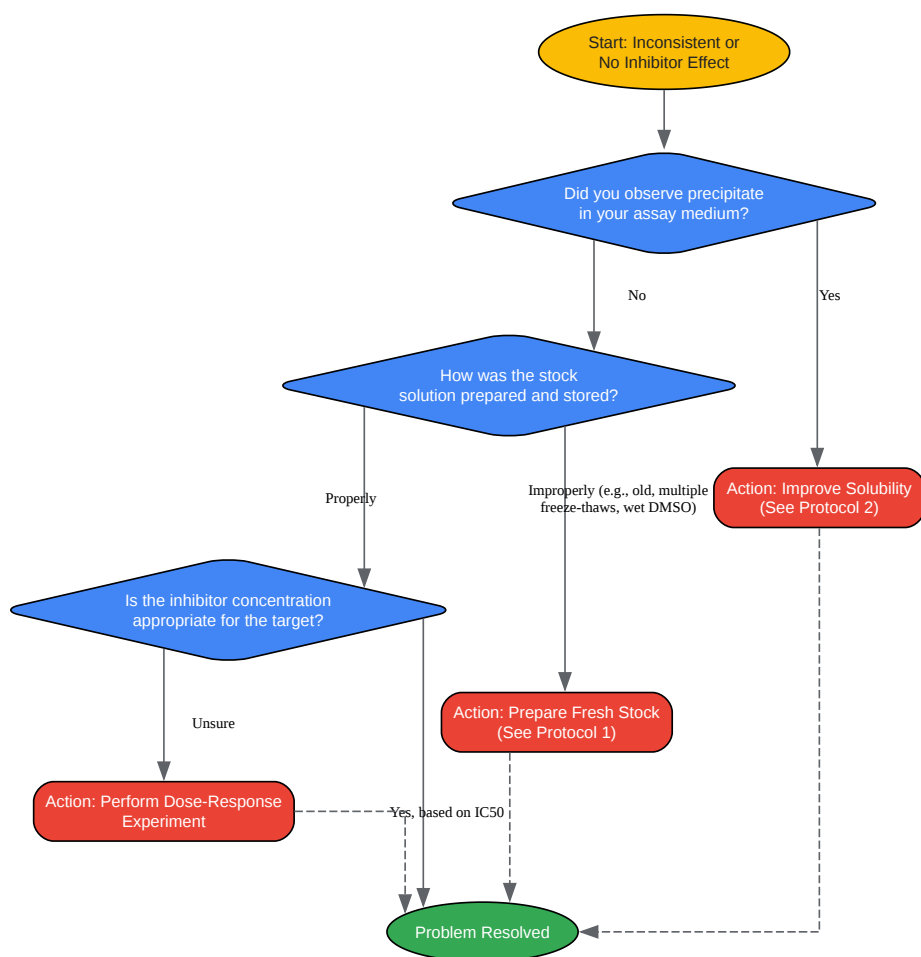 Start: Inconsistent or
No Inhibitor Effect
Did you observe precipitate
in your assay medium?
No
Yes
How was the stock
solution prepared and stored?
Properly
Improperly (e.g., old, multiple
freeze-thaws, wet DMSO)
Action: Improve Solubility
(See Protocol 2)
Is the inhibitor concentration
appropriate for the target?
Unsure
Action: Prepare Fresh Stock
(See Protocol 1)
Action: Perform Dose-Response
Experiment
Yes, based on IC50
Problem Resolved